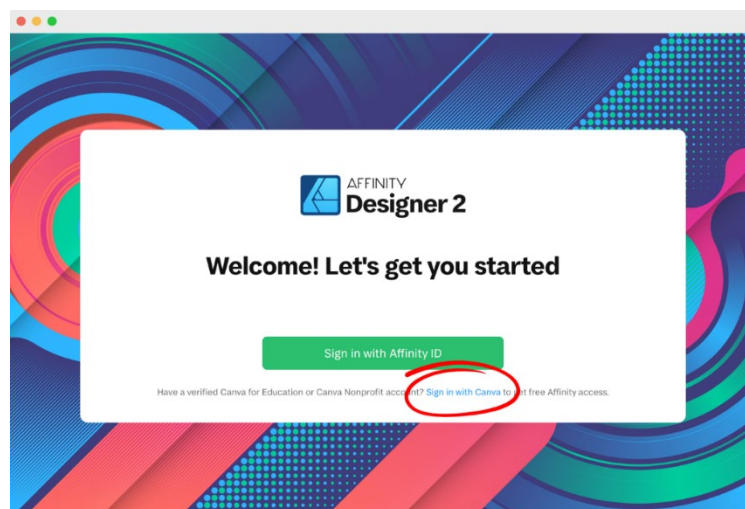 AFFINITY
Designer 2
Welcome! Let's get you started
Sign in with Affinity ID
Have a verified Canva for Education or Canva Nonprofit account? Sign in with Canva to get free Affinity access.